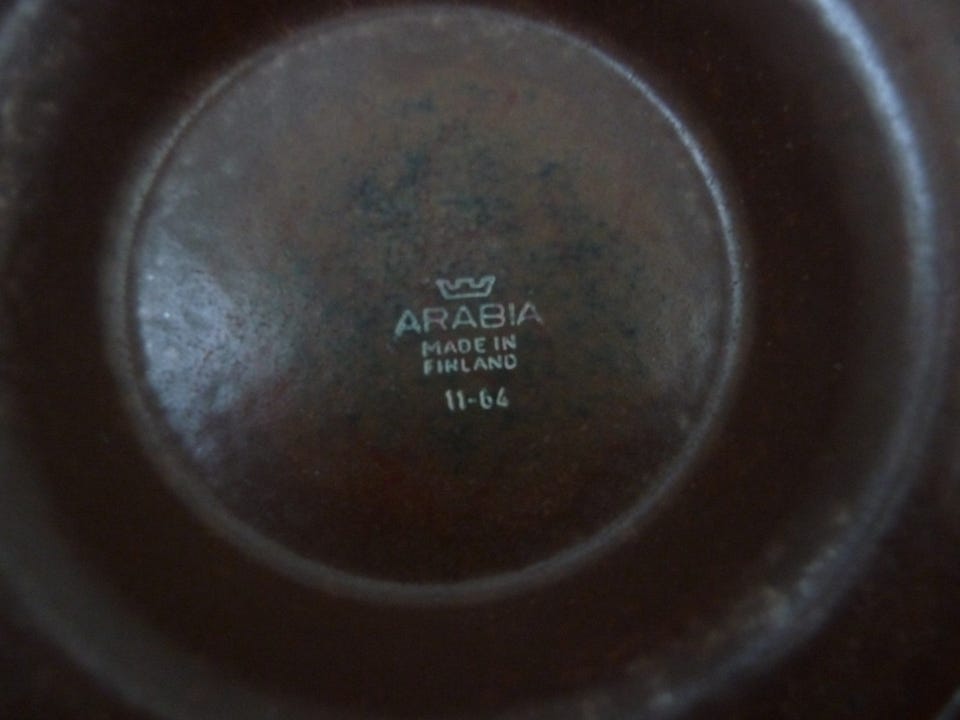 ARABIA
MADE IN
FINLAND
11-64